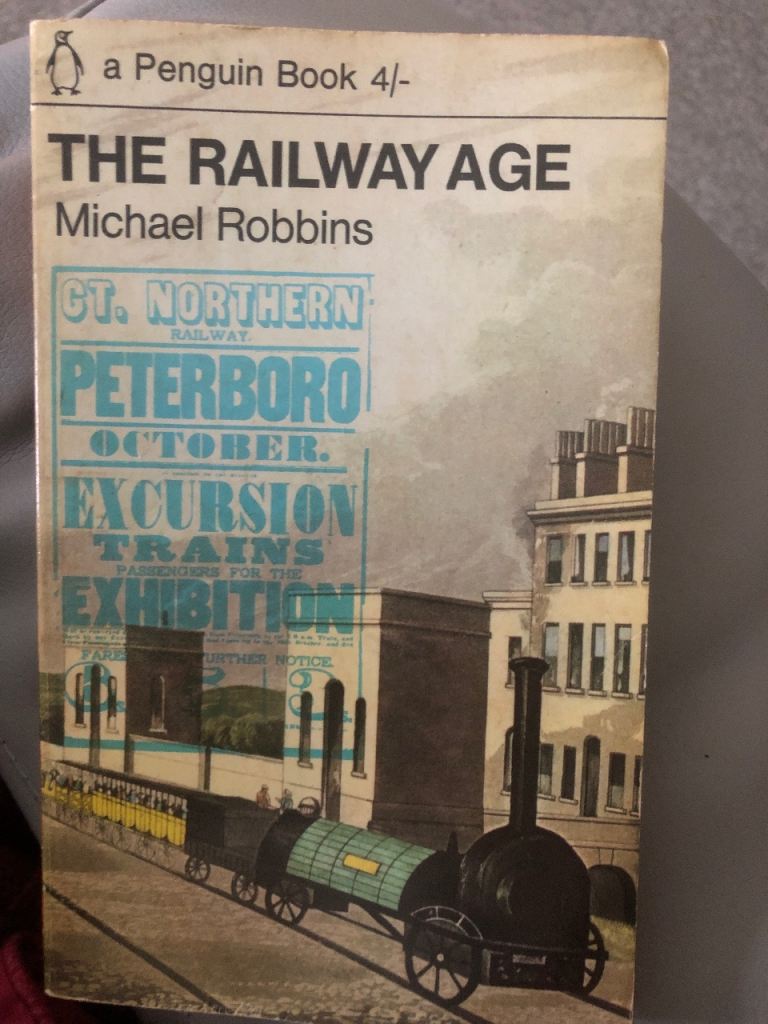 a Penguin Book 4/-
THE RAILWAY AGE
Michael Robbins
GT. NORTHERN
RAILWAY.
PETERBORO
OCTOBER.
EXCURSION
TRAINS
PASSENGERS FOR THE
EXHIBITION
FARES
FURTHER NOTICE.